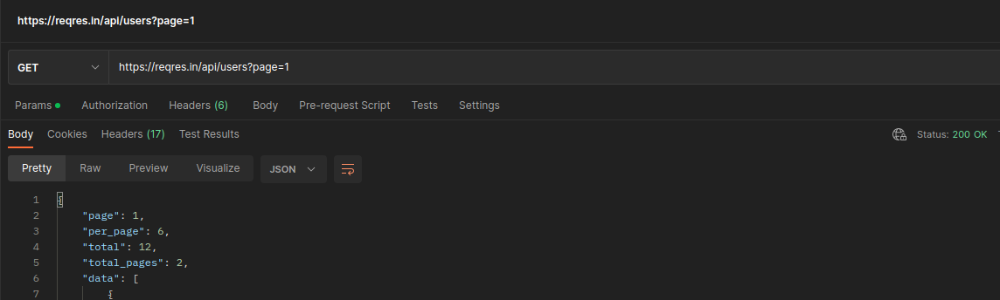 https://reqres.in/api/users?page=1
GET https://reqres.in/api/users?page=1
Params Authorization Headers (6) Body Pre-request Script Tests Settings
Body Cookies Headers (17) Test Results Status: 200 OK
Pretty Raw Preview Visualize JSON
1 {
2 "page": 1,
3 "per_page": 6,
4 "total": 12,
5 "total_pages": 2,
6 "data": [
7 {